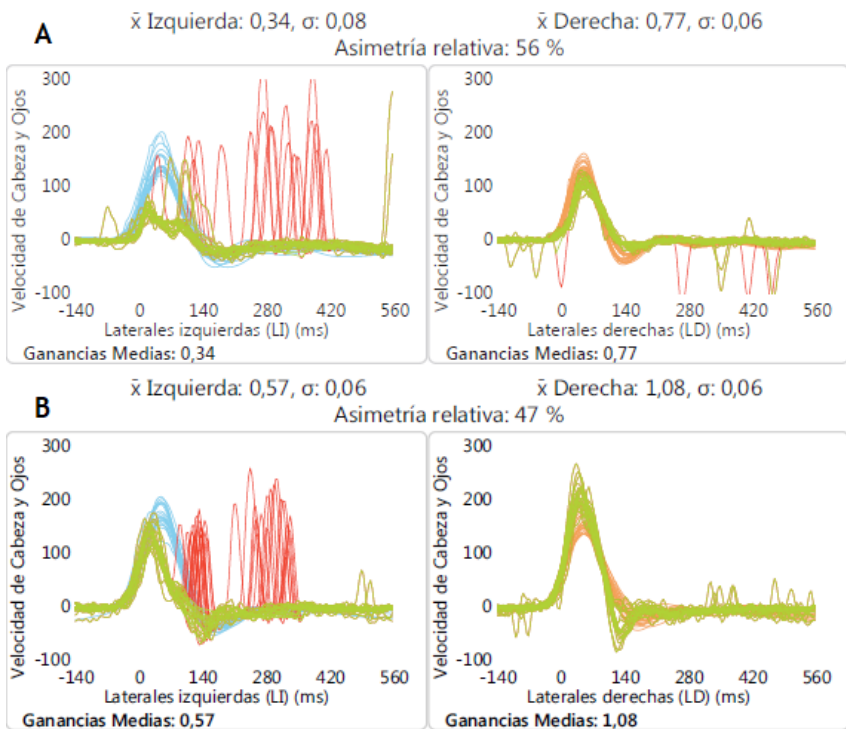 A
x̄ Izquierda: 0,34, σ: 0,08
x̄ Derecha: 0,77, σ: 0,06
Asimetría relativa: 56 %
Velocidad de Cabeza y Ojos
300
200
100
0
-100
-140 0 140 280 420 560
Laterales izquierdas (LI) (ms)
Ganancias Medias: 0,34
Velocidad de Cabeza y Ojos
300
200
100
0
-100
-140 0 140 280 420 560
Laterales derechas (LD) (ms)
Ganancias Medias: 0,77
B
x̄ Izquierda: 0,57, σ: 0,06
x̄ Derecha: 1,08, σ: 0,06
Asimetría relativa: 47 %
Velocidad de Cabeza y Ojos
300
200
100
0
-100
-140 0 140 280 420 560
Laterales izquierdas (LI) (ms)
Ganancias Medias: 0,57
Velocidad de Cabeza y Ojos
300
200
100
0
-100
-140 0 140 280 420 560
Laterales derechas (LD) (ms)
Ganancias Medias: 1,08